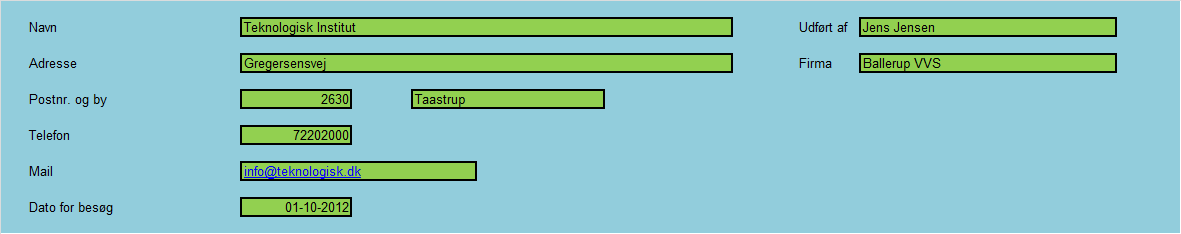 Navn Teknologisk Institut Udført af Jens Jensen
Adresse Gregersensvej Firma Ballerup VVS
Postnr. og by 2630 Taastrup
Telefon 72202000
Mail info@teknologisk.dk
Dato for besøg 01-10-2012